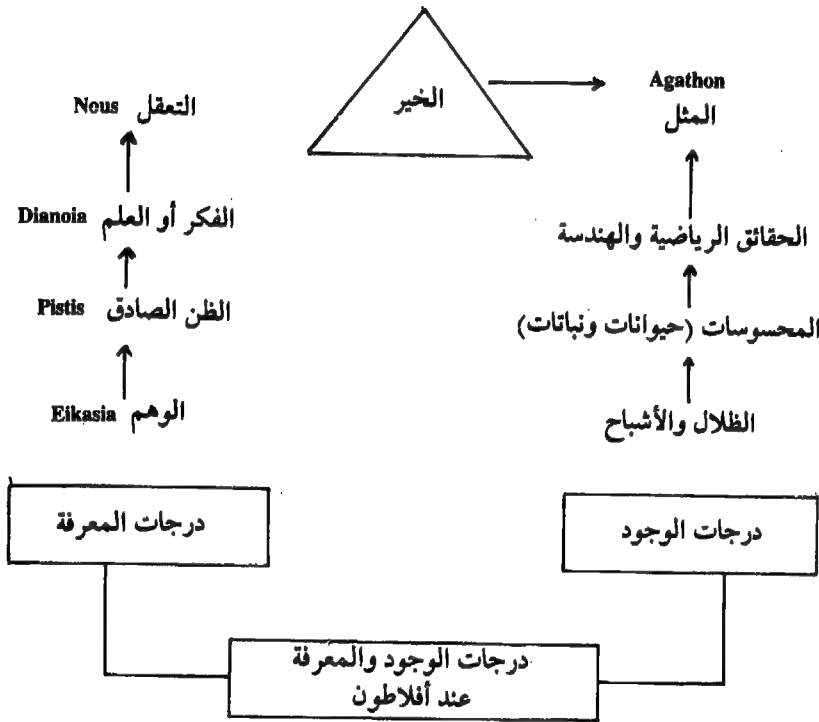 الخير
Agathon
المثل
الحقائق الرياضية والهندسة
المحسوسات (حيوانات ونباتات)
الظلال والأشباح
درجات الوجود
التعقل Nous
الفكر أو العلم Dianoia
الظن الصادق Pistis
الوهم Eikasia
درجات المعرفة
درجات الوجود والمعرفة
عند أفلاطون